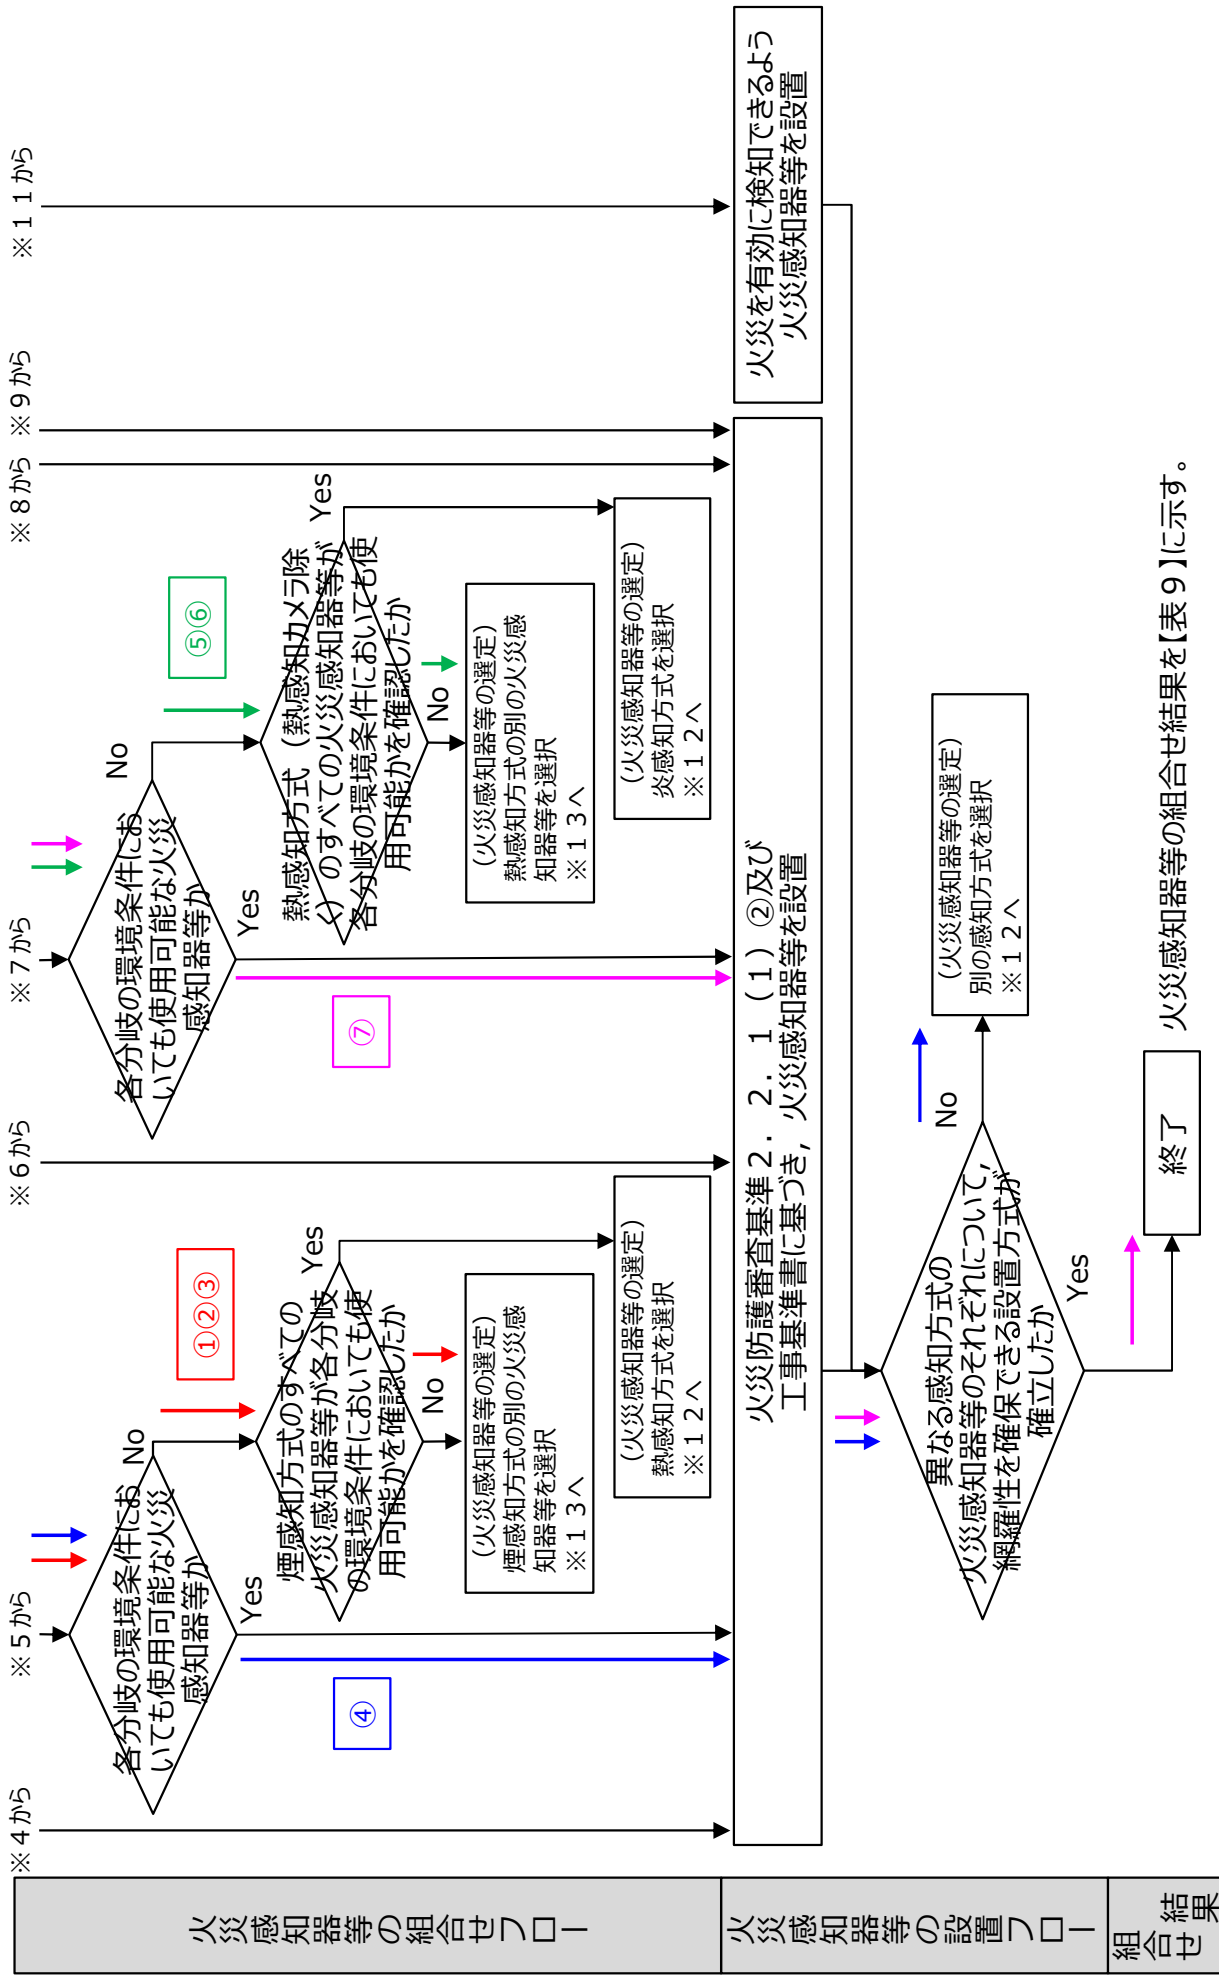 ※４から
※５から
※６から
※７から
※８から
※９から
※１１から
火災感知器等の組合せフロー
各分岐の環境条件にお
いても使用可能な火災
感知器等か
No
Yes
④
①②③
煙感知方式のすべての
火災感知器等が各分岐
の環境条件においても使
用可能かを確認したか
Yes
No
（火災感知器等の選定）
煙感知方式の別の火災感
知器等を選択
※１３へ
（火災感知器等の選定）
熱感知方式を選択
※１２へ
各分岐の環境条件にお
いても使用可能な火災
感知器等か
No
Yes
⑦
⑤⑥
熱感知方式（熱感知カメラ除
く）のすべての火災感知器等が
各分岐の環境条件においても使
用可能かを確認したか
Yes
No
（火災感知器等の選定）
熱感知方式の別の火災感
知器等を選択
※１３へ
（火災感知器等の選定）
炎感知方式を選択
※１２へ
火災感知器等の設置フロー
火災防護審査基準２．２．１（１）②及び
工事基準書に基づき，火災感知器等を設置
火災を有効に検知できるよう
火災感知器等を設置
異なる感知方式の
火災感知器等のそれぞれについて，
網羅性を確保できる設置方式が
確立したか
No
Yes
（火災感知器等の選定）
別の感知方式を選択
※１２へ
組合せ
結果
終了
火災感知器等の組合せ結果を【表９】に示す。